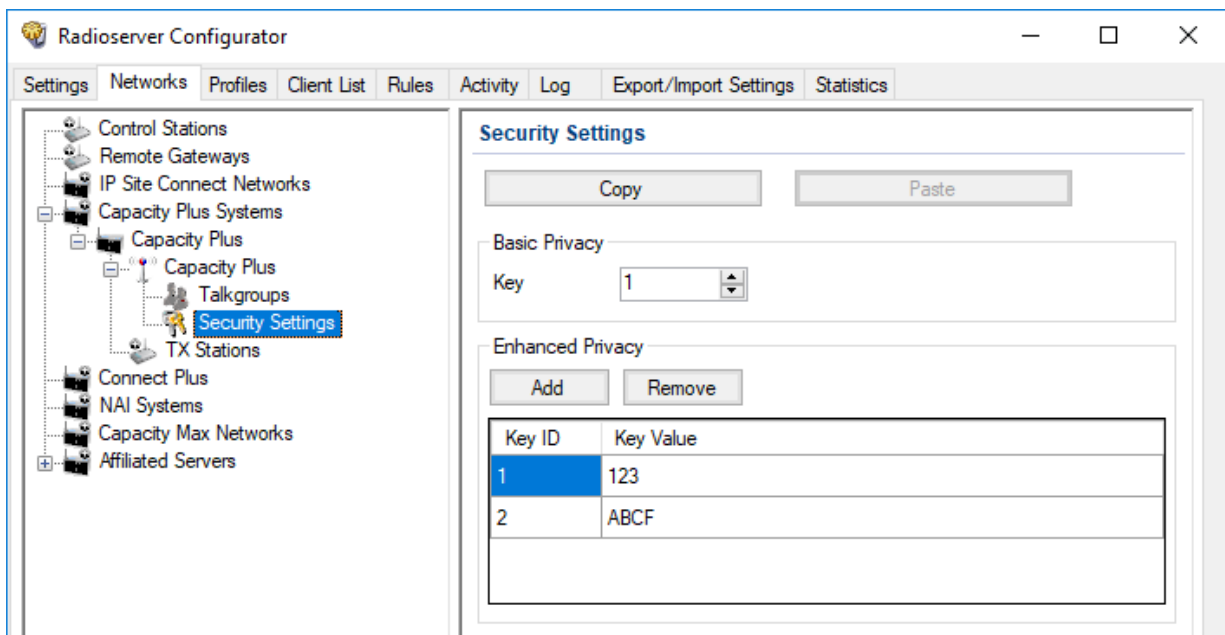 Radioserver Configurator
Settings Networks Profiles Client List Rules Activity Log Export/Import Settings Statistics
Control Stations
Remote Gateways
IP Site Connect Networks
Capacity Plus Systems
Capacity Plus
Capacity Plus
Talkgroups
Security Settings
TX Stations
Connect Plus
NAI Systems
Capacity Max Networks
Affiliated Servers
Security Settings
Copy Paste
Basic Privacy
Key 1
Enhanced Privacy
Add Remove
Key ID Key Value
1 123
2 ABCF